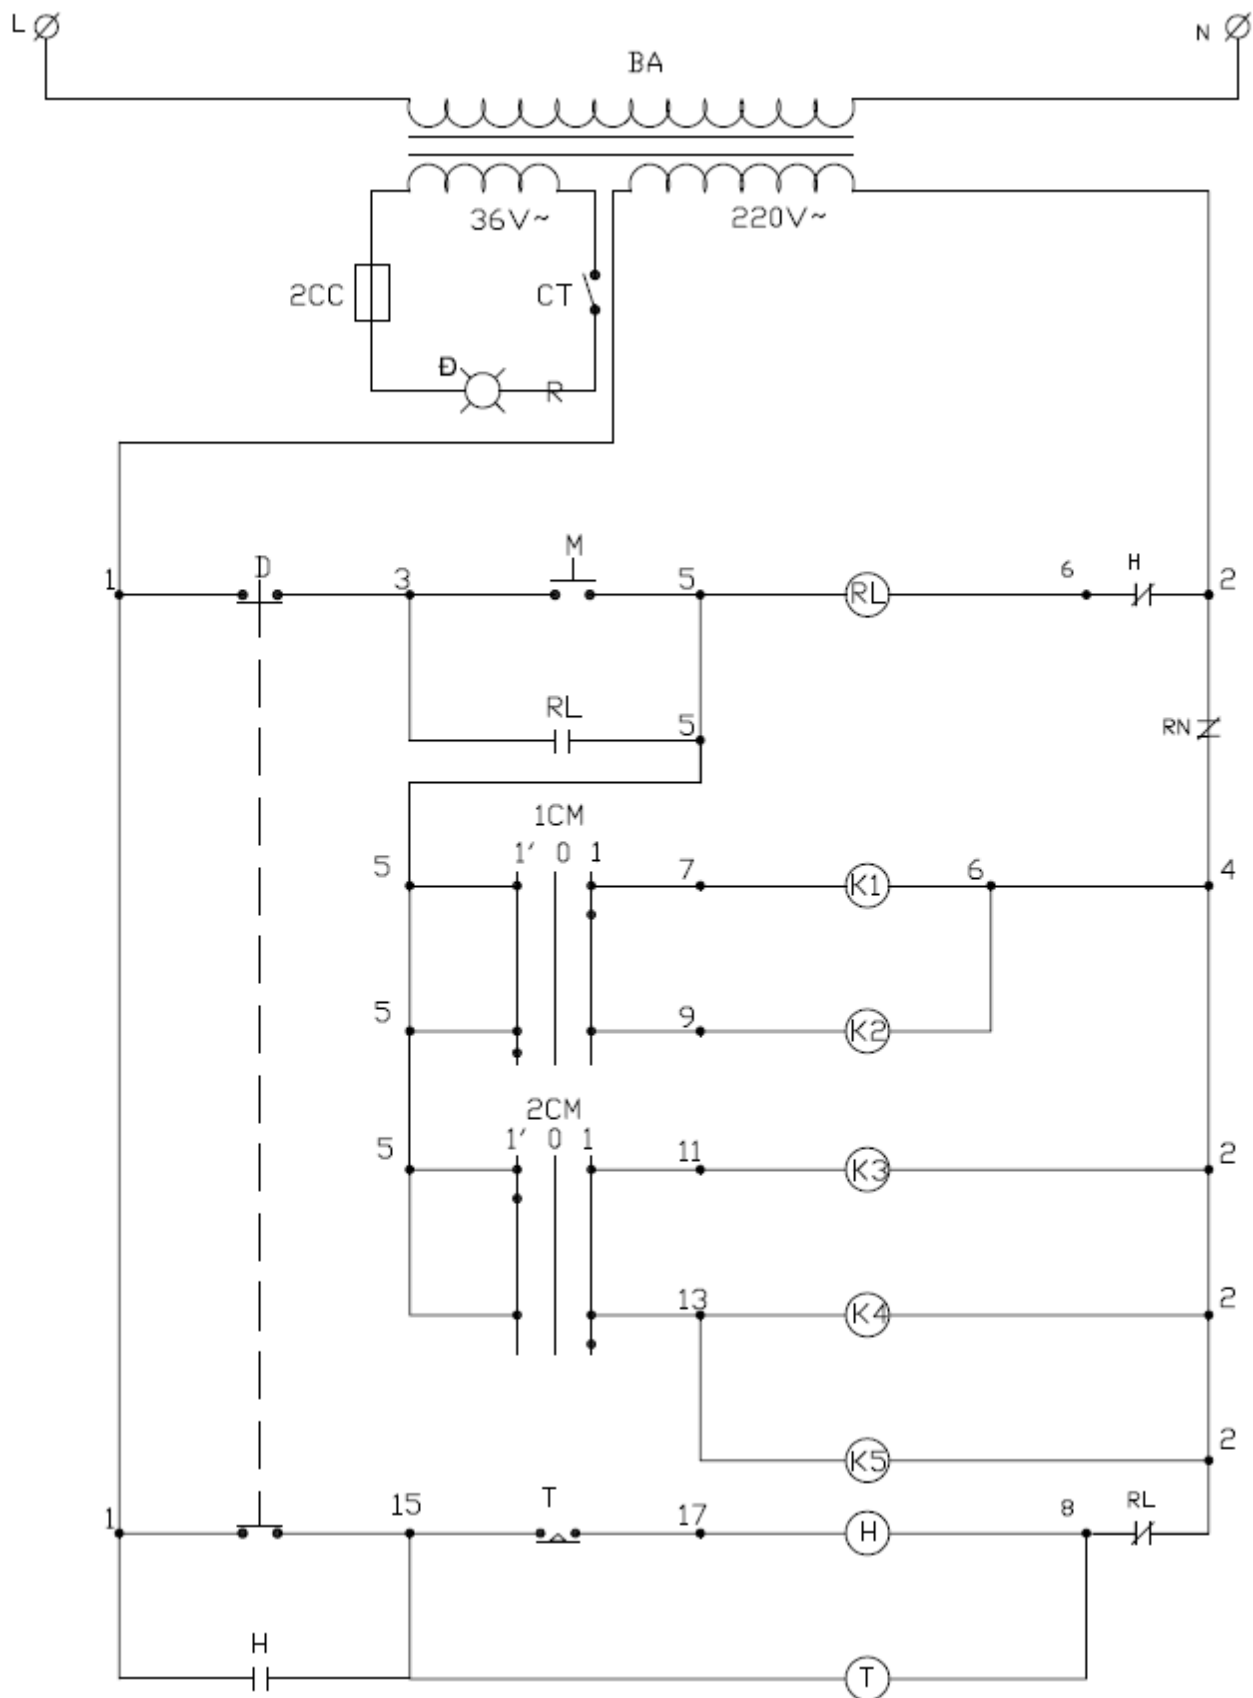 L N
BA
36V~ 220V~
2CC CT
Đ R
1 D 3 M 5 RL 6 H 2
RL 5 RN
1CM
1′ 0 1
5 7 K1 6 4
5 9 K2
2CM
1′ 0 1
5 11 K3 2
13 K4 2
K5 2
1 15 T 17 H 8 RL
H T